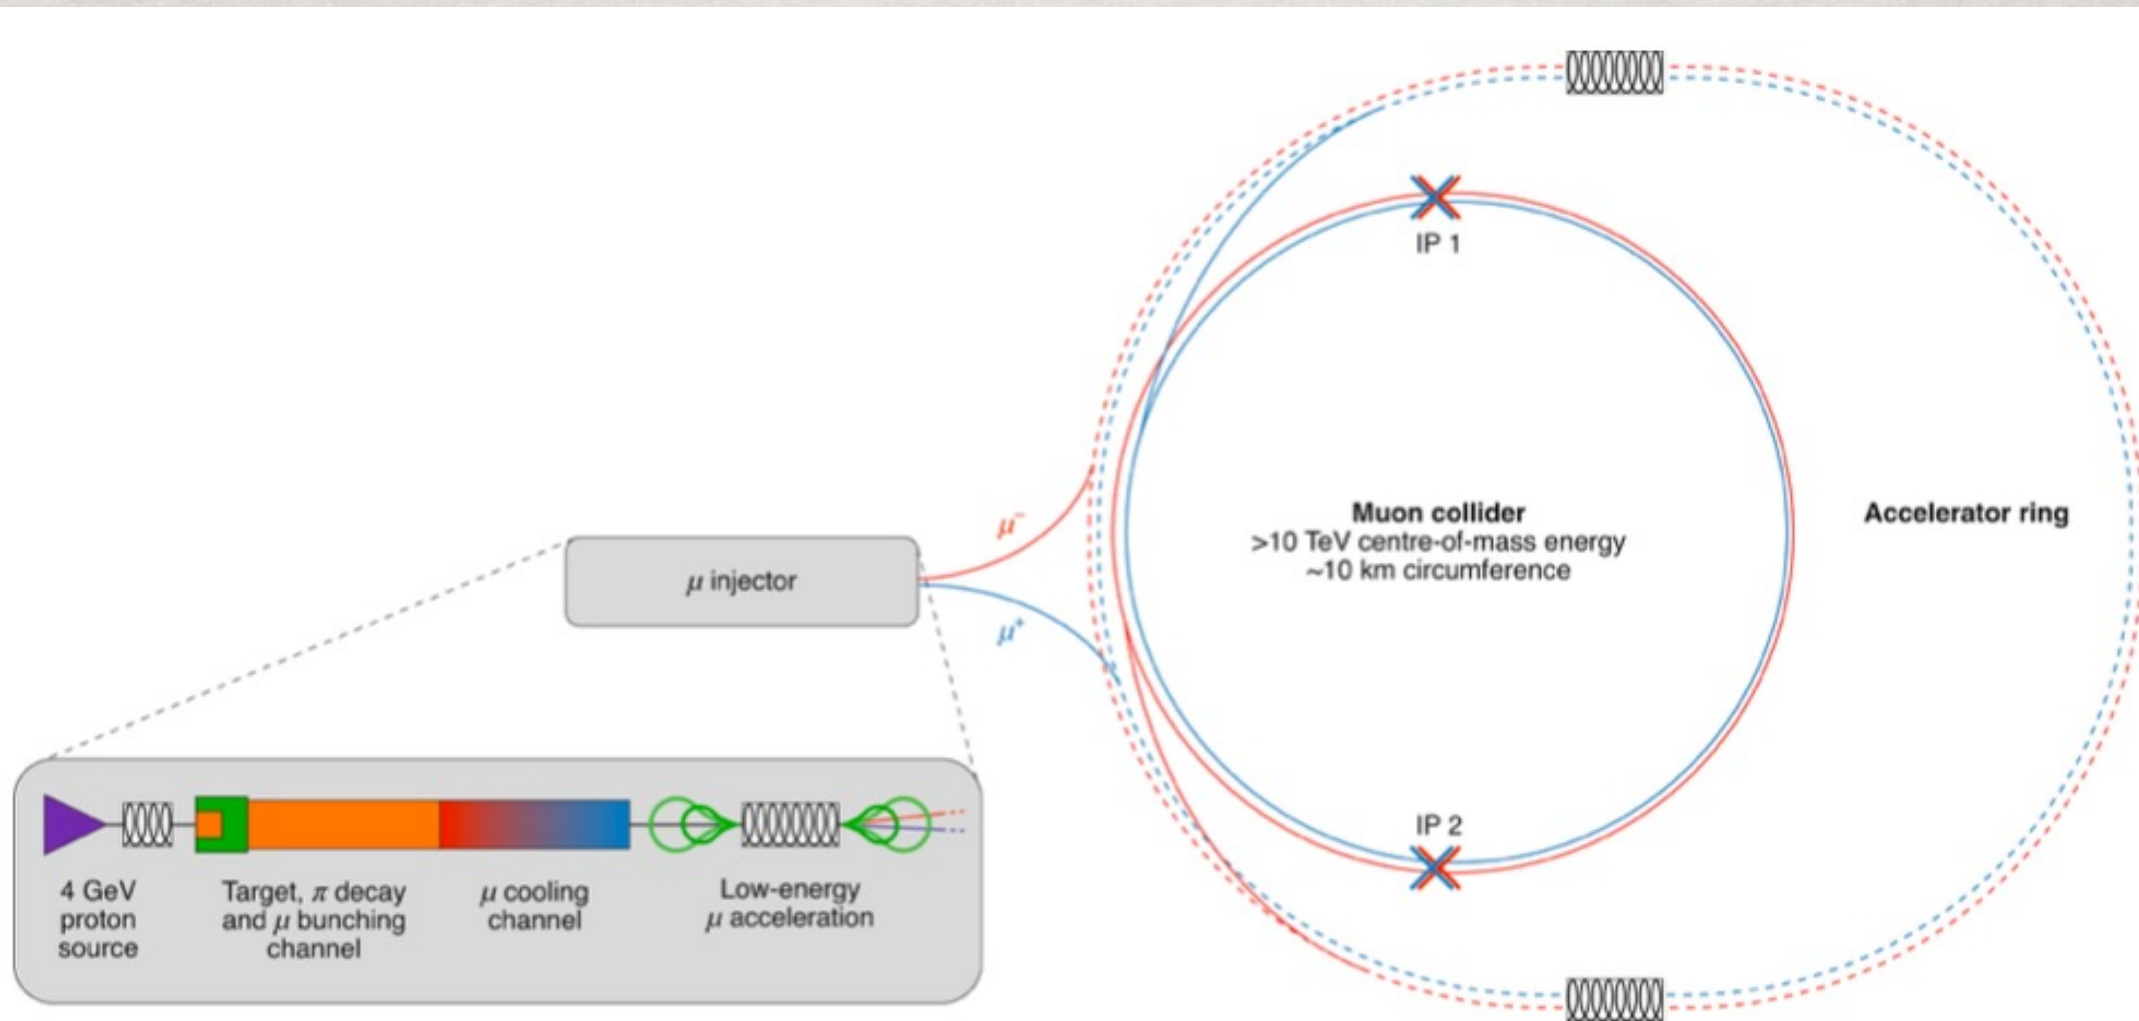 IP 1
Muon collider
>10 TeV centre-of-mass energy
~10 km circumference
Accelerator ring
μ⁻
μ injector
μ⁺
IP 2
4 GeV
proton
source
Target, π decay
and μ bunching
channel
μ cooling
channel
Low-energy
μ acceleration